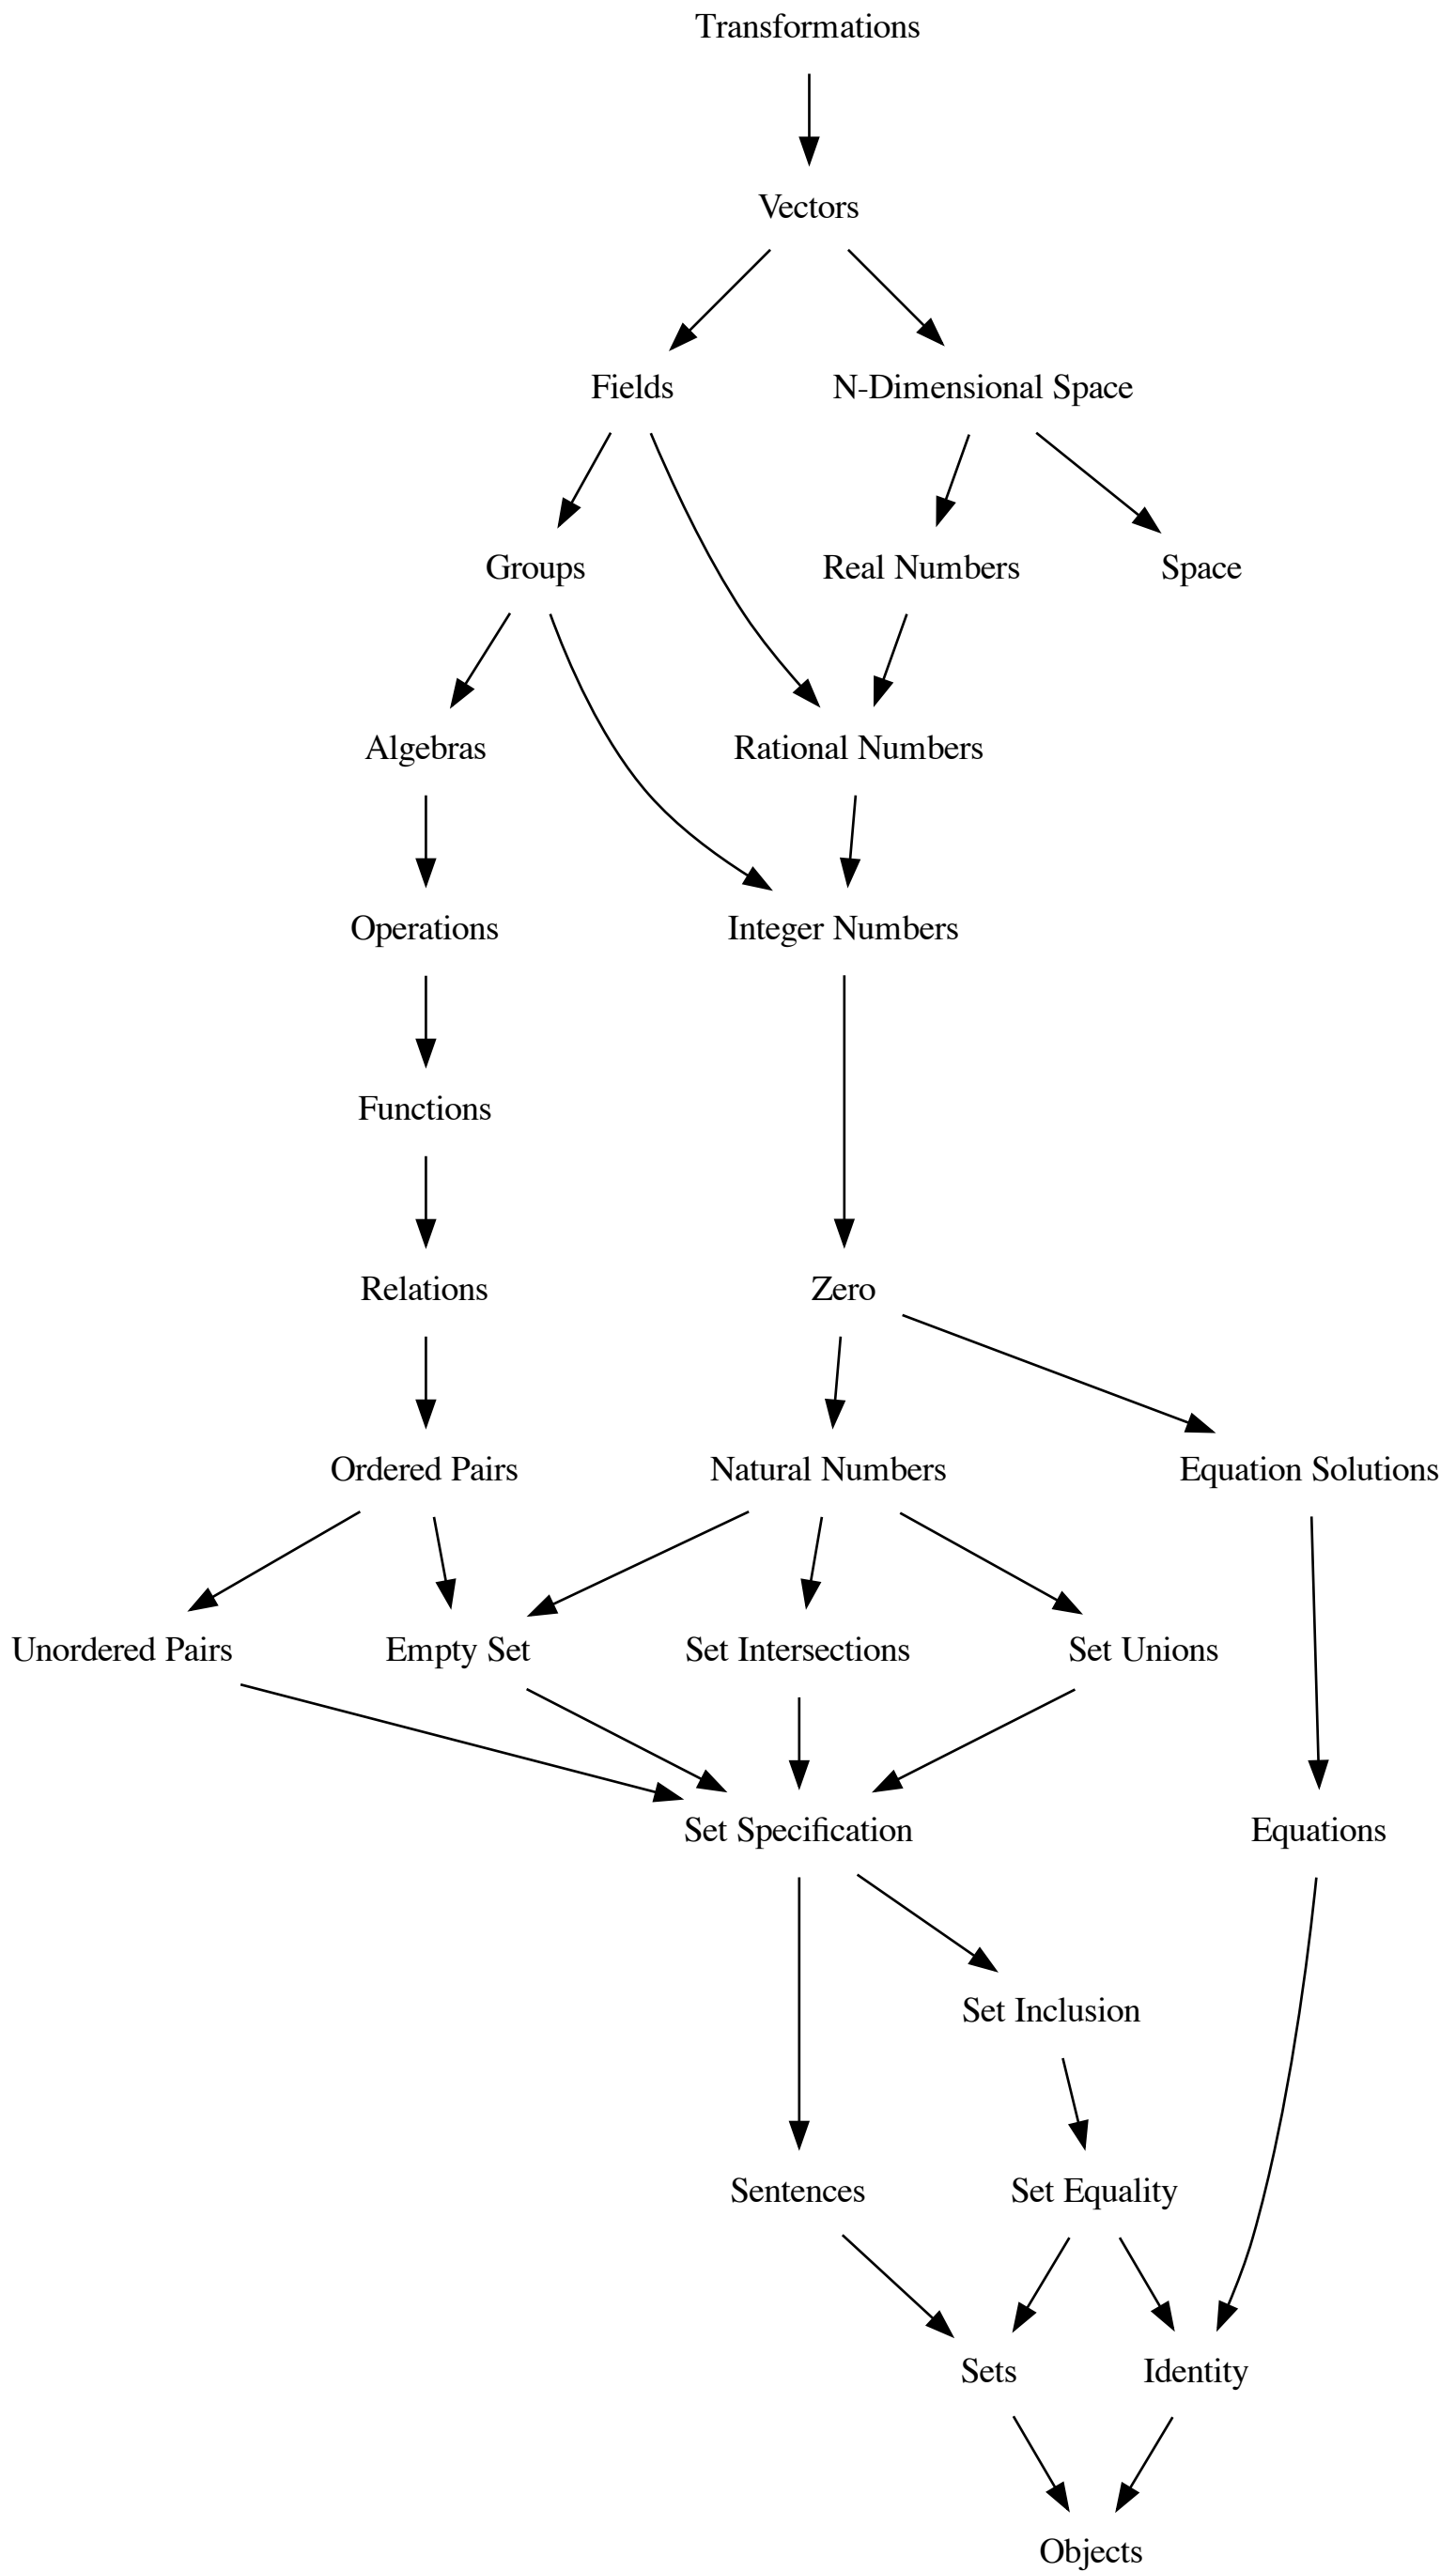 Transformations
Vectors
Fields
N-Dimensional Space
Groups
Real Numbers
Space
Algebras
Rational Numbers
Operations
Integer Numbers
Functions
Relations
Zero
Ordered Pairs
Natural Numbers
Equation Solutions
Unordered Pairs
Empty Set
Set Intersections
Set Unions
Set Specification
Equations
Set Inclusion
Sentences
Set Equality
Sets
Identity
Objects